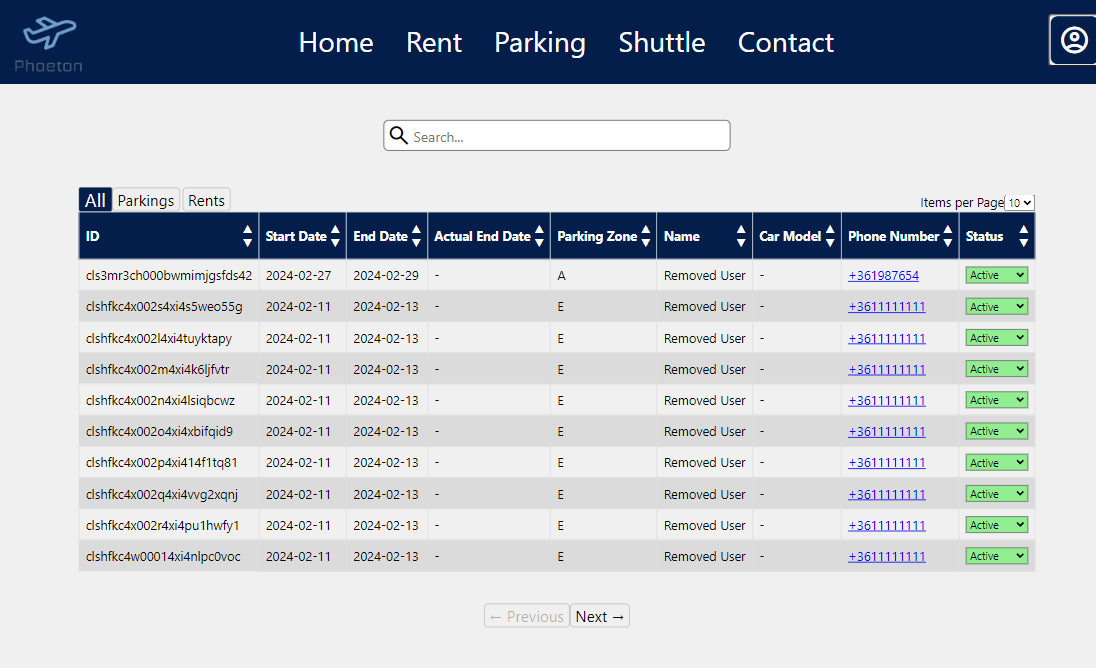 Phaeton
Home Rent Parking Shuttle Contact
Search...
All Parkings Rents
Items per Page 10
ID Start Date End Date Actual End Date Parking Zone Name Car Model Phone Number Status
cls3mr3ch000bwmimjgsfds42 2024-02-27 2024-02-29 - A Removed User - +361987654 Active
clshfkc4x002s4xi4s5weo55g 2024-02-11 2024-02-13 - E Removed User - +3611111111 Active
clshfkc4x002l4xi4tuyktapy 2024-02-11 2024-02-13 - E Removed User - +3611111111 Active
clshfkc4x002m4xi4k6ljfvtr 2024-02-11 2024-02-13 - E Removed User - +3611111111 Active
clshfkc4x002n4xi4lsiqbcwz 2024-02-11 2024-02-13 - E Removed User - +3611111111 Active
clshfkc4x002o4xi4xbifqid9 2024-02-11 2024-02-13 - E Removed User - +3611111111 Active
clshfkc4x002p4xi414f1tq81 2024-02-11 2024-02-13 - E Removed User - +3611111111 Active
clshfkc4x002q4xi4vvg2xqnj 2024-02-11 2024-02-13 - E Removed User - +3611111111 Active
clshfkc4x002r4xi4pu1hwfy1 2024-02-11 2024-02-13 - E Removed User - +3611111111 Active
clshfkc4w00014xi4nlpc0voc 2024-02-11 2024-02-13 - E Removed User - +3611111111 Active
← Previous Next →